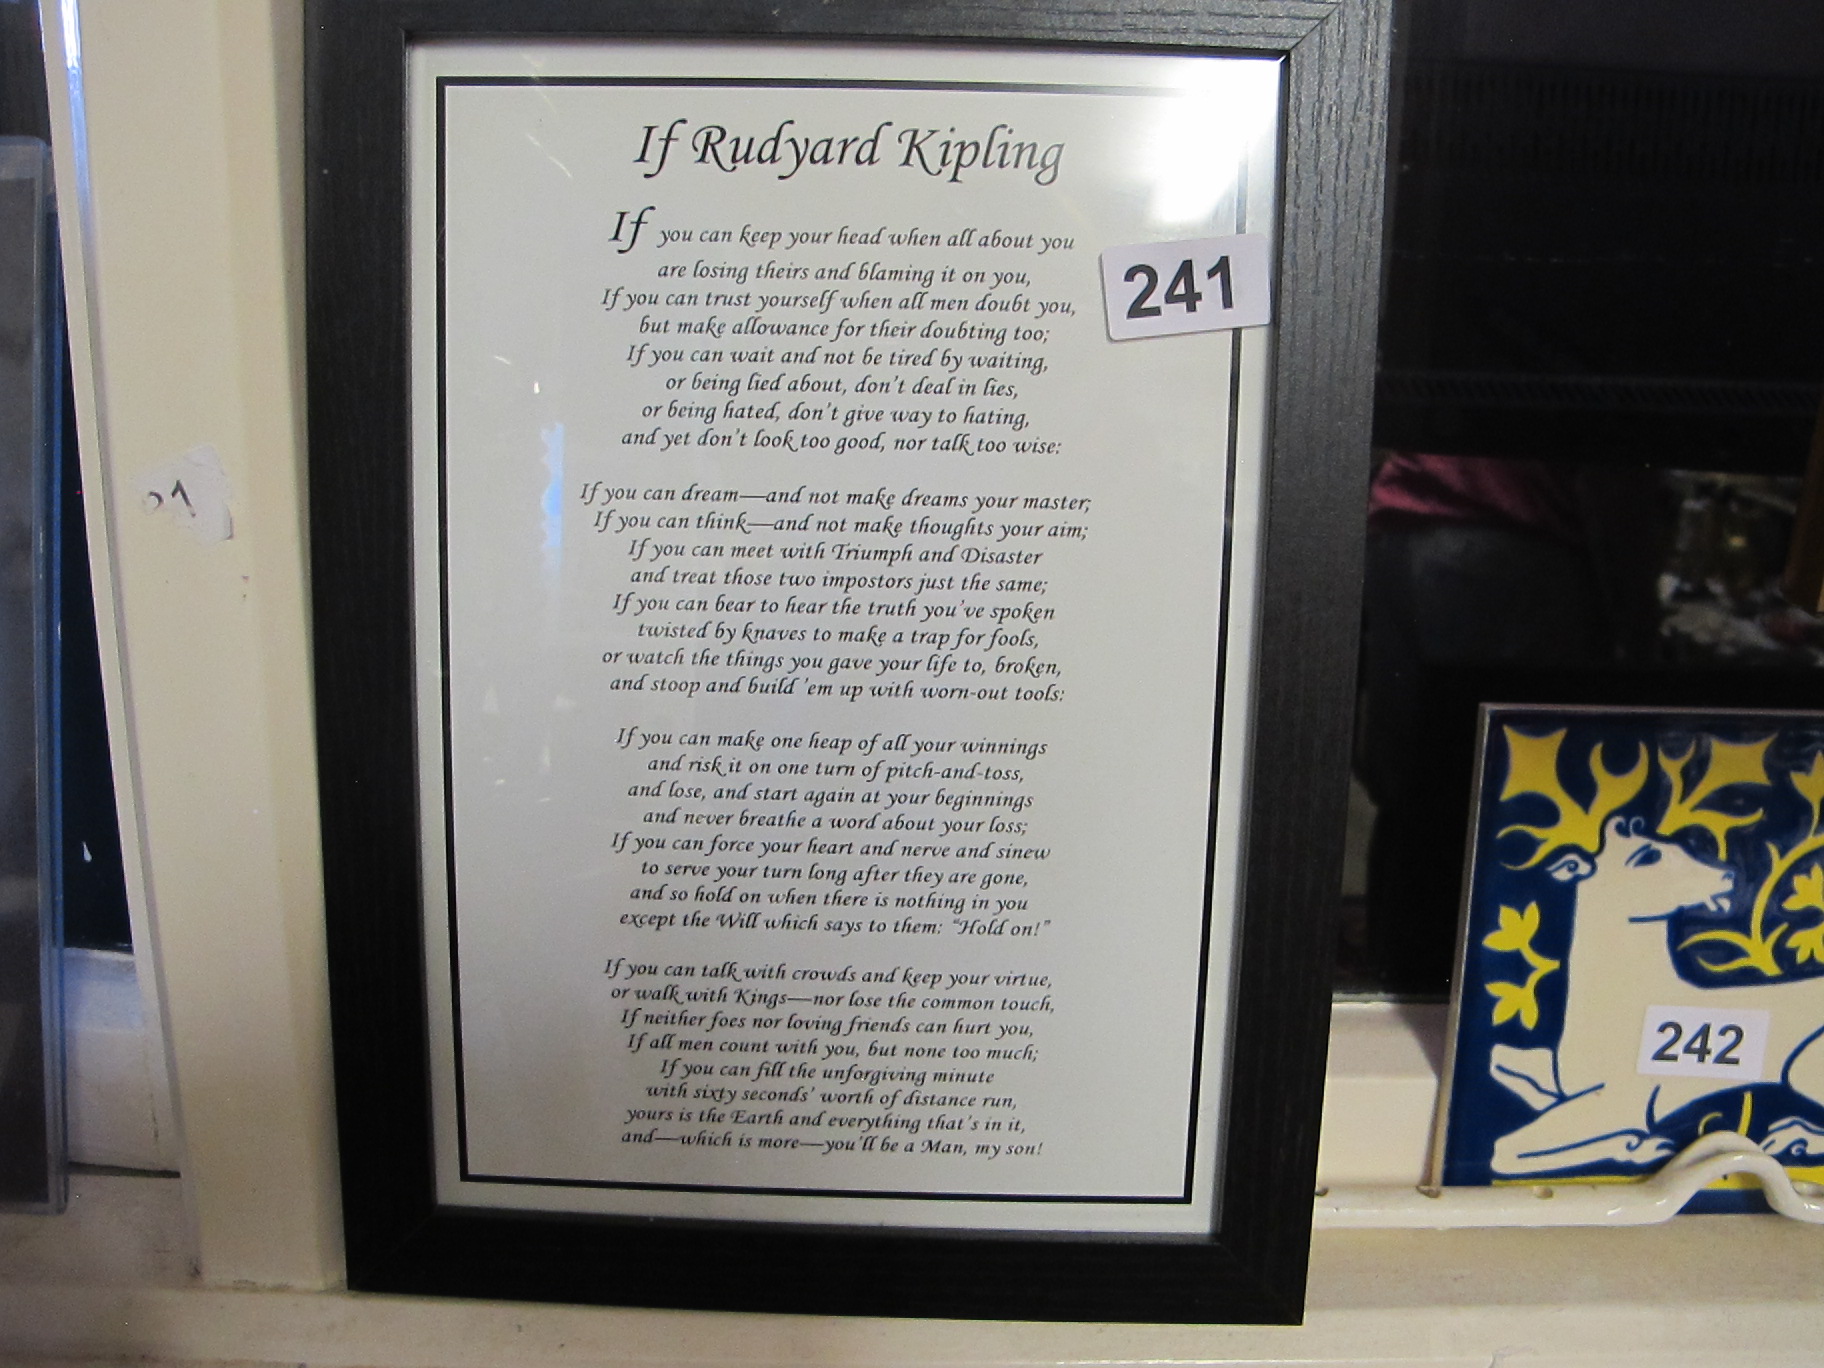 If Rudyard Kipling
If you can keep your head when all about you
are losing theirs and blaming it on you,
If you can trust yourself when all men doubt you,
but make allowance for their doubting too;
If you can wait and not be tired by waiting,
or being lied about, don't deal in lies,
or being hated, don't give way to hating,
and yet don't look too good, nor talk too wise:
If you can dream—and not make dreams your master;
If you can think—and not make thoughts your aim;
If you can meet with Triumph and Disaster
and treat those two impostors just the same;
If you can bear to hear the truth you've spoken
twisted by knaves to make a trap for fools,
or watch the things you gave your life to, broken,
and stoop and build 'em up with worn-out tools:
If you can make one heap of all your winnings
and risk it on one turn of pitch-and-toss,
and lose, and start again at your beginnings
and never breathe a word about your loss;
If you can force your heart and nerve and sinew
to serve your turn long after they are gone,
and so hold on when there is nothing in you
except the Will which says to them: "Hold on!"
If you can talk with crowds and keep your virtue,
or walk with Kings—nor lose the common touch,
If neither foes nor loving friends can hurt you,
If all men count with you, but none too much;
If you can fill the unforgiving minute
with sixty seconds' worth of distance run,
yours is the Earth and everything that's in it,
and—which is more—you'll be a Man, my son!
241
242